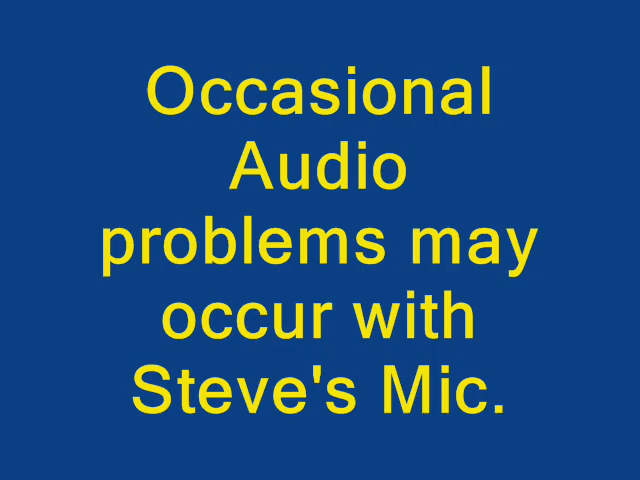 Occasional
Audio
problems may
occur with
Steve's Mic.